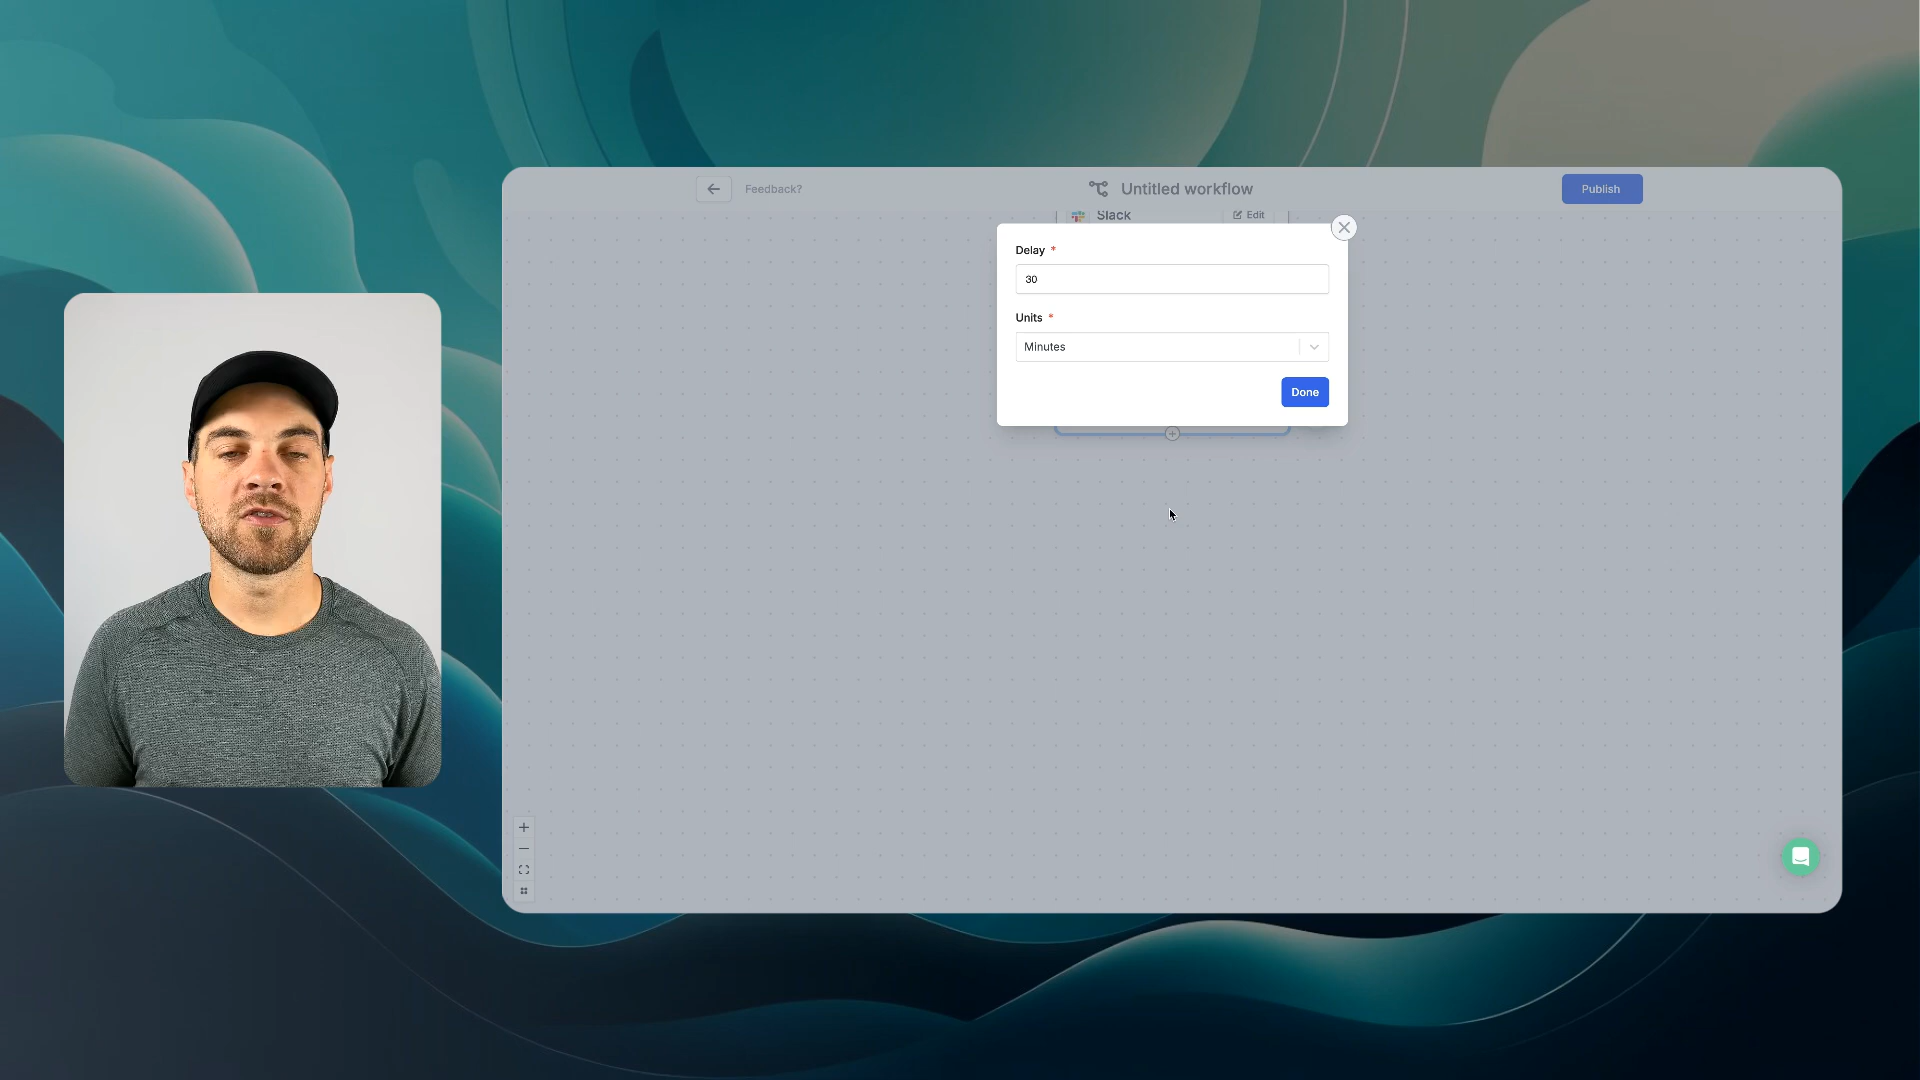 Feedback?
Untitled workflow
Publish
Slack
Edit
Delay *
30
Units *
Minutes
Done